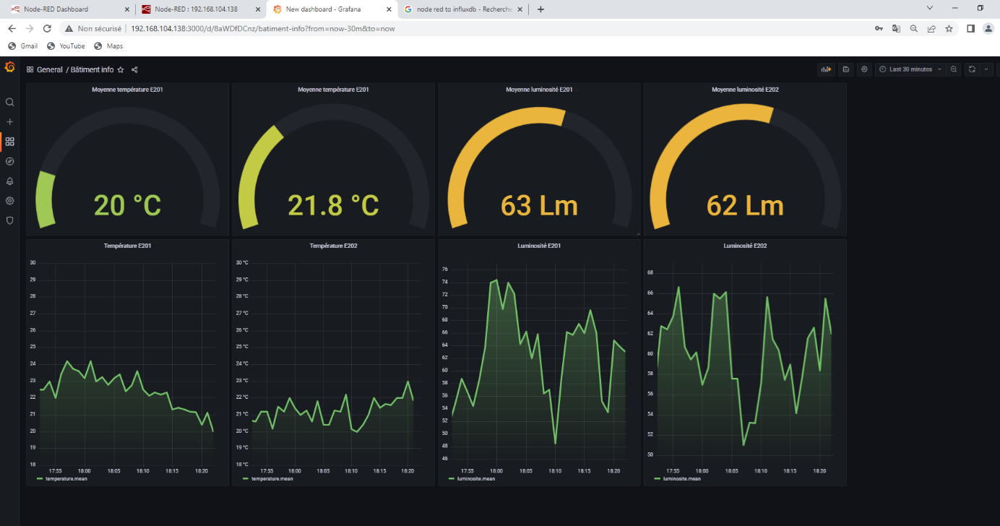 Node-RED Dashboard
Node-RED : 192.168.104.138
New dashboard - Grafana
node red to influxdb - Recherche
Non sécurisé
192.168.104.138:3000/d/8aWDfDCnz/batiment-info?from=now-30m&to=now
Gmail
YouTube
Maps
General / Bâtiment info
Last 30 minutes
Moyenne température E201
20 °C
Moyenne température E201
21.8 °C
Moyenne luminosité E201
63 Lm
Moyenne luminosité E202
62 Lm
Température E201
30
29
28
27
26
25
24
23
22
21
20
19
18
17:55 18:00 18:05 18:10 18:15 18:20
temperature.mean
Température E202
30 °C
29 °C
28 °C
27 °C
26 °C
25 °C
24 °C
23 °C
22 °C
21 °C
20 °C
19 °C
18 °C
17:55 18:00 18:05 18:10 18:15 18:20
temperature.mean
Luminosité E201
76
74
72
70
68
66
64
62
60
58
56
54
52
50
48
46
17:55 18:00 18:05 18:10 18:15 18:20
luminosite.mean
Luminosité E202
68
66
64
62
60
58
56
54
52
50
17:55 18:00 18:05 18:10 18:15 18:20
luminosite.mean